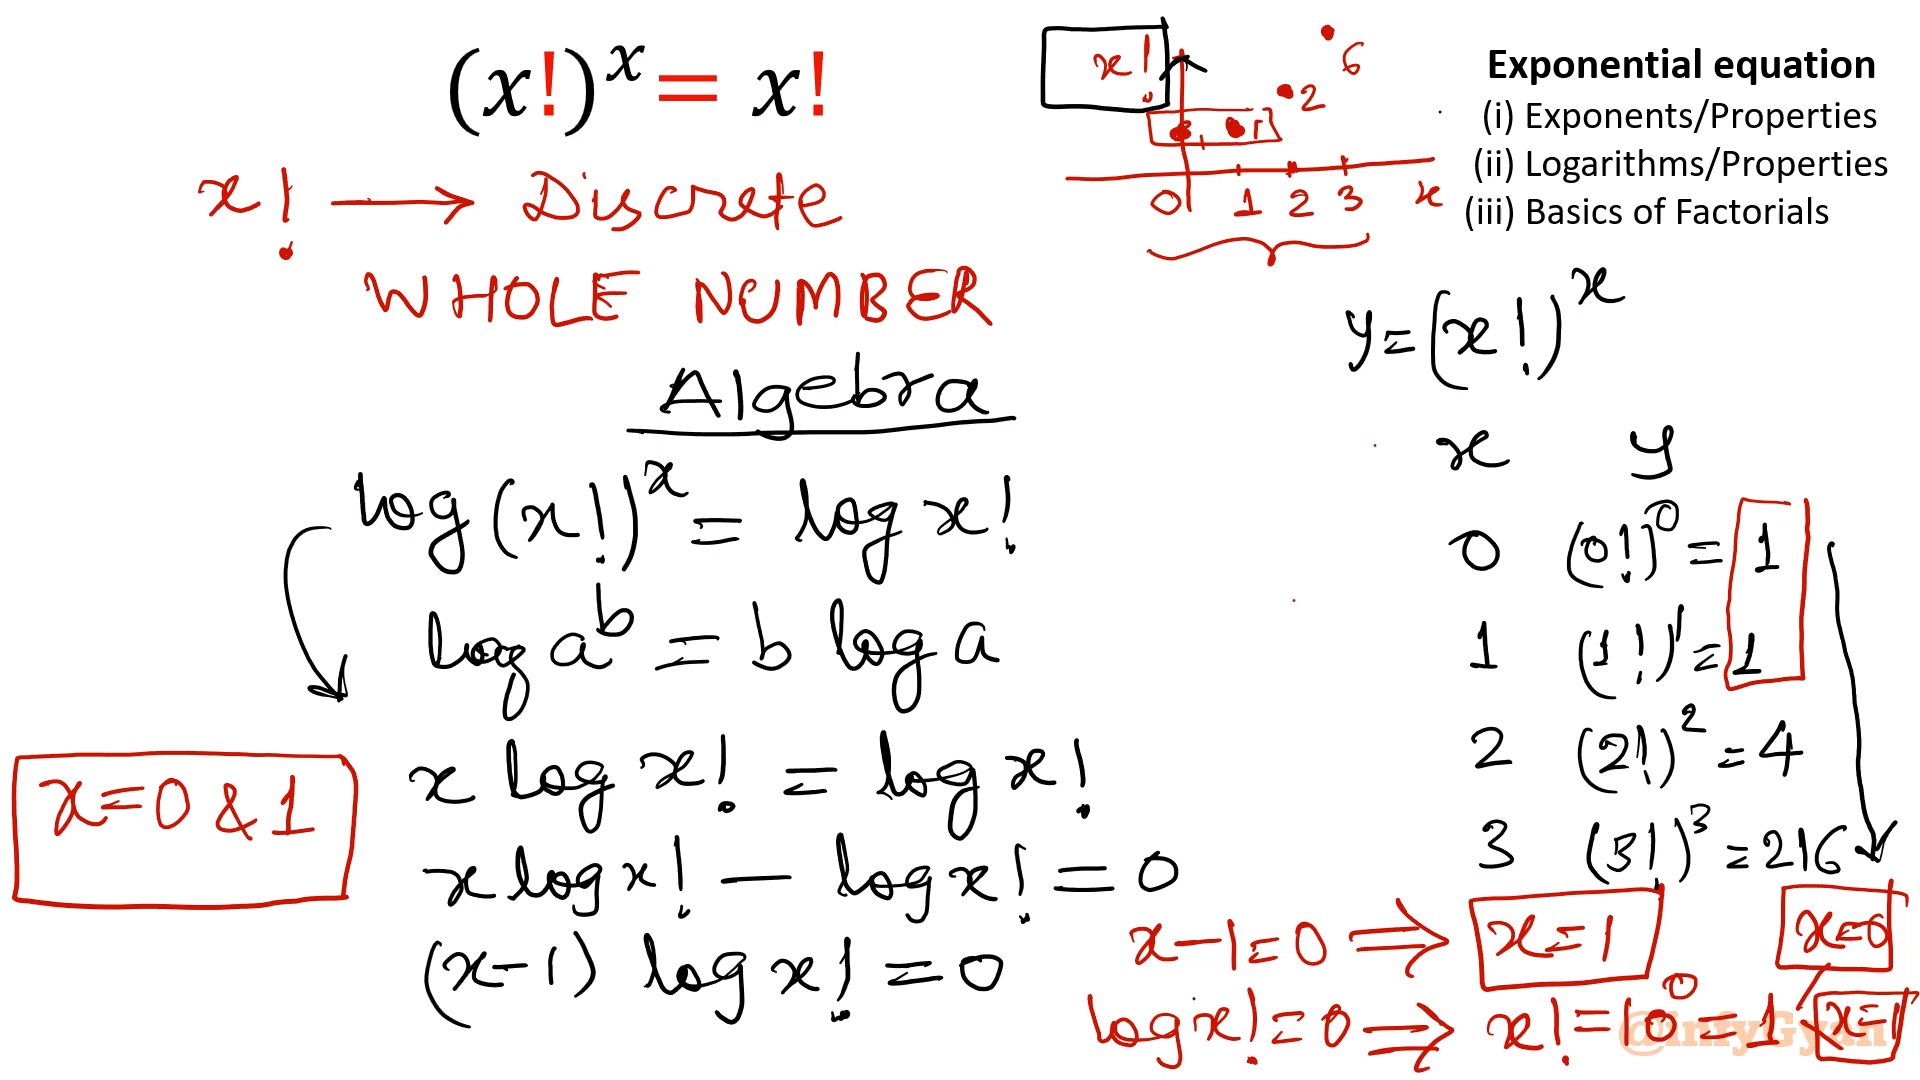 (x!)^x = x!
x! → Discrete
WHOLE NUMBER
x!
6
2
1, 1
0 1 2 3 x
Exponential equation
(i) Exponents/Properties
(ii) Logarithms/Properties
(iii) Basics of Factorials
Algebra
log (x!)^x = log x!
log a^b = b log a
x log x! = log x!
x log x! — log x! = 0
(x-1) log x! = 0
x=0 & 1
y = (x!)^x
x y
0 (0!)^0 = 1
1 (1!)^1 = 1
2 (2!)^2 = 4
3 (3!)^3 = 216
x-1=0 ⇒ x=1
x=0
log x! = 0 ⇒ x! = 10^0 = 1
x=1
@infyGyan